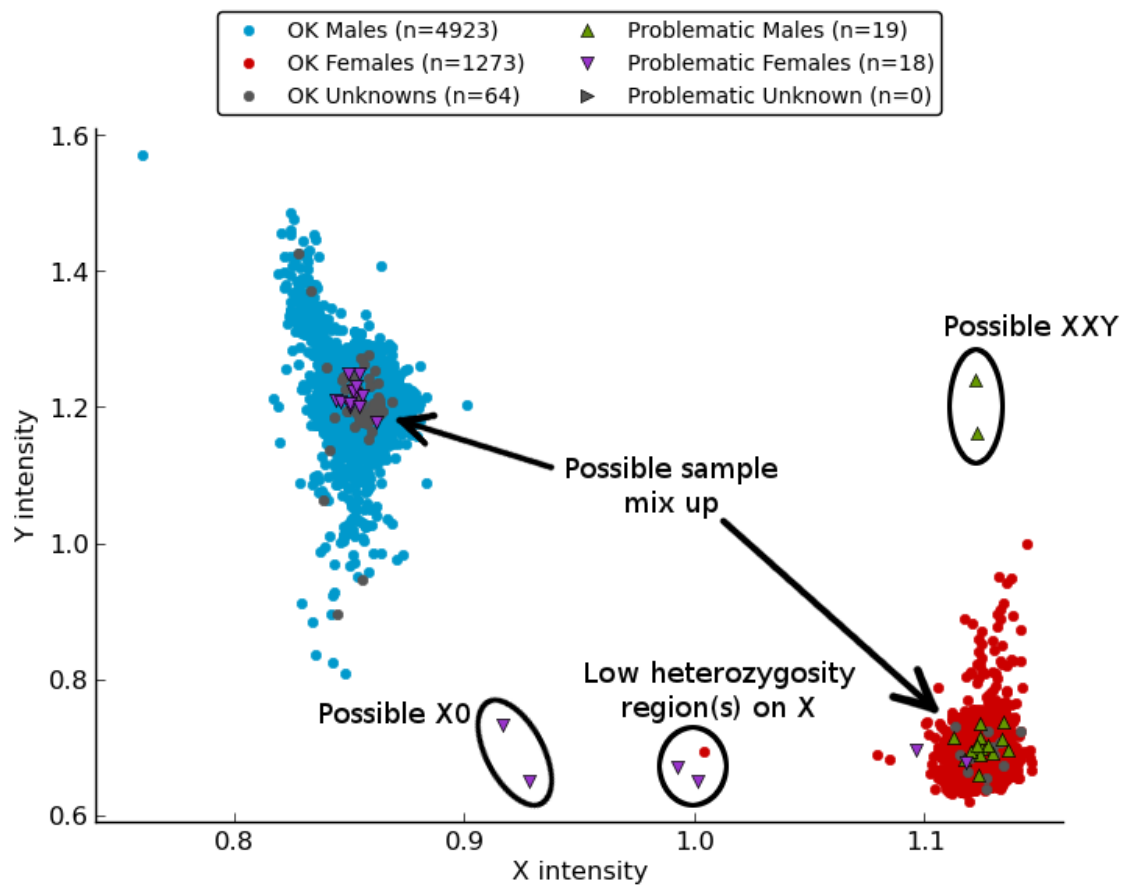 OK Males (n=4923)
OK Females (n=1273)
OK Unknowns (n=64)
Problematic Males (n=19)
Problematic Females (n=18)
Problematic Unknown (n=0)
1.6
1.4
1.2
1.0
0.8
0.6
Y intensity
Possible XXY
Possible sample
mix up
Low heterozygosity
region(s) on X
Possible X0
0.8
0.9
1.0
1.1
X intensity